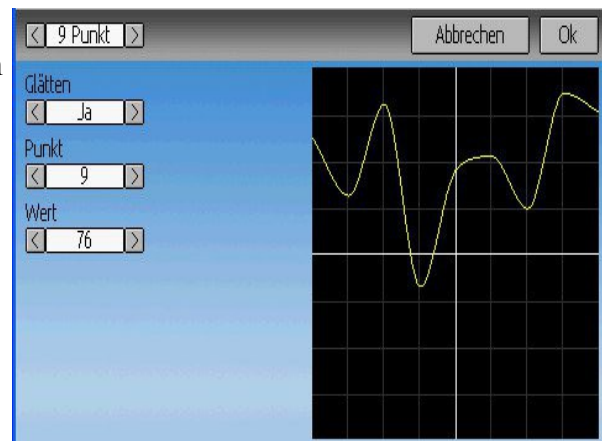 < 9 Punkt > Abbrechen Ok
Glätten
< Ja >
Punkt
< 9 >
Wert
< 76 >